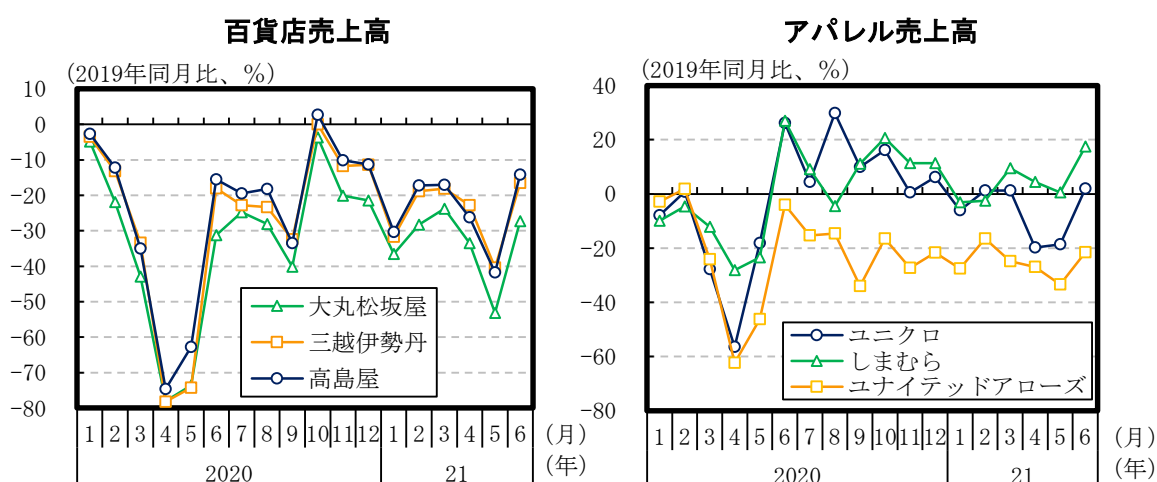 百貨店売上高
(2019年同月比、%)
10
0
-10
-20
-30
-40
-50
-60
-70
-80
大丸松坂屋
三越伊勢丹
高島屋
1 2 3 4 5 6 7 8 9 10 11 12 1 2 3 4 5 6 (月)
2020 21 (年)
アパレル売上高
(2019年同月比、%)
40
20
0
-20
-40
-60
-80
ユニクロ
しまむら
ユナイテッドアローズ
1 2 3 4 5 6 7 8 9 10 11 12 1 2 3 4 5 6 (月)
2020 21 (年)